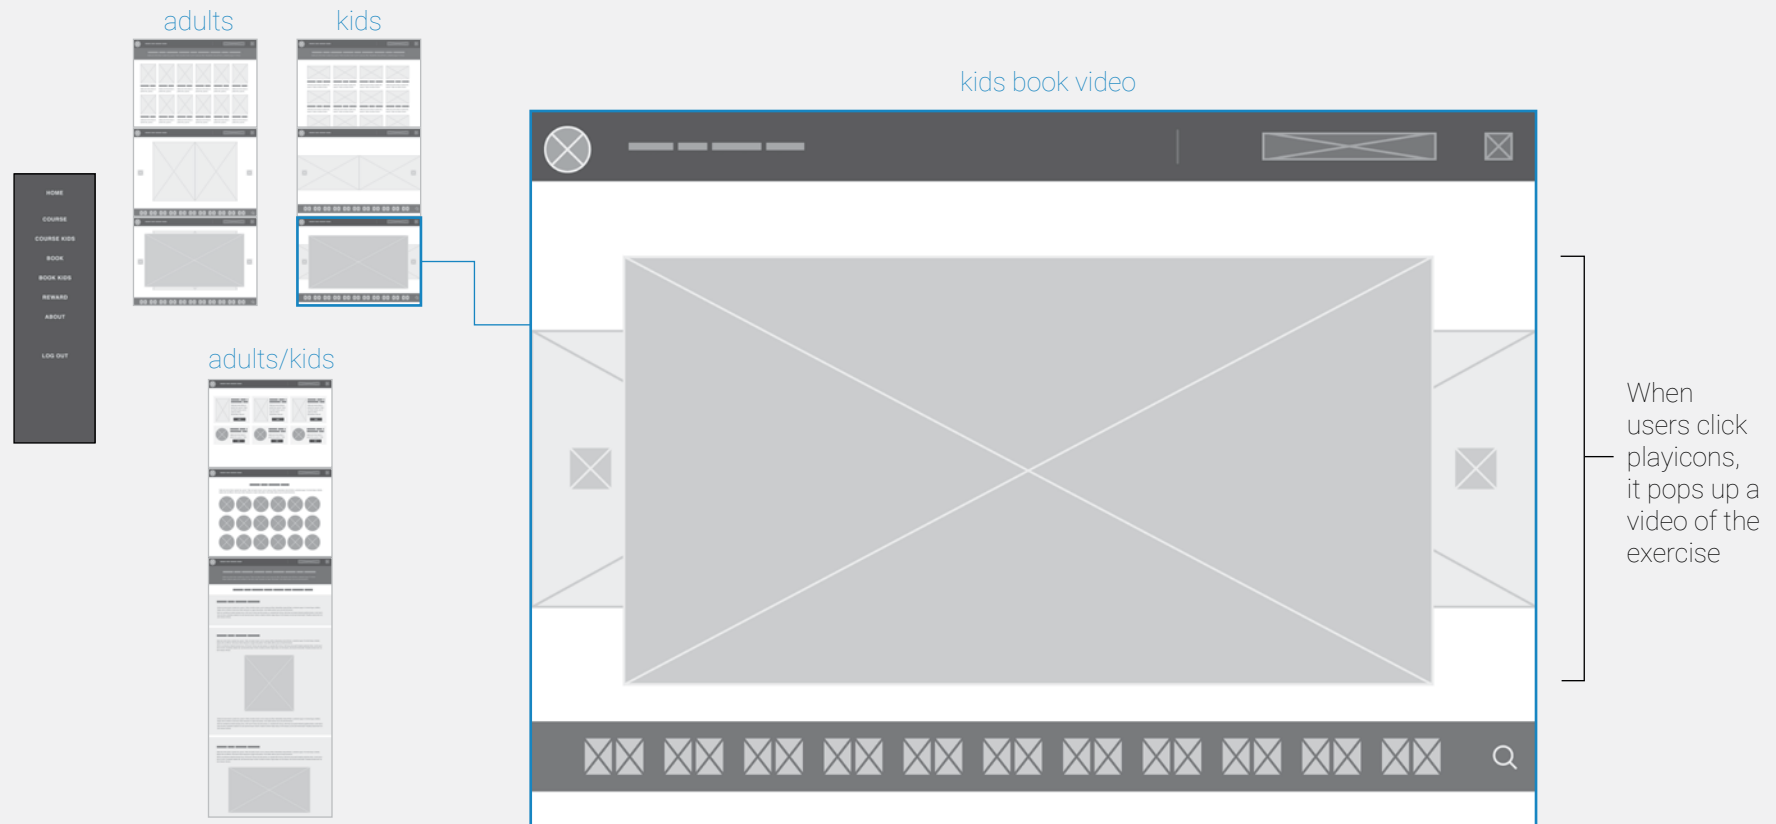 adults
kids
kids book video
HOME
COURSE
COURSE KIDS
BOOK
BOOK KIDS
REWARD
ABOUT
LOG OUT
adults/kids
When
users click
playicons,
it pops up a
video of the
exercise